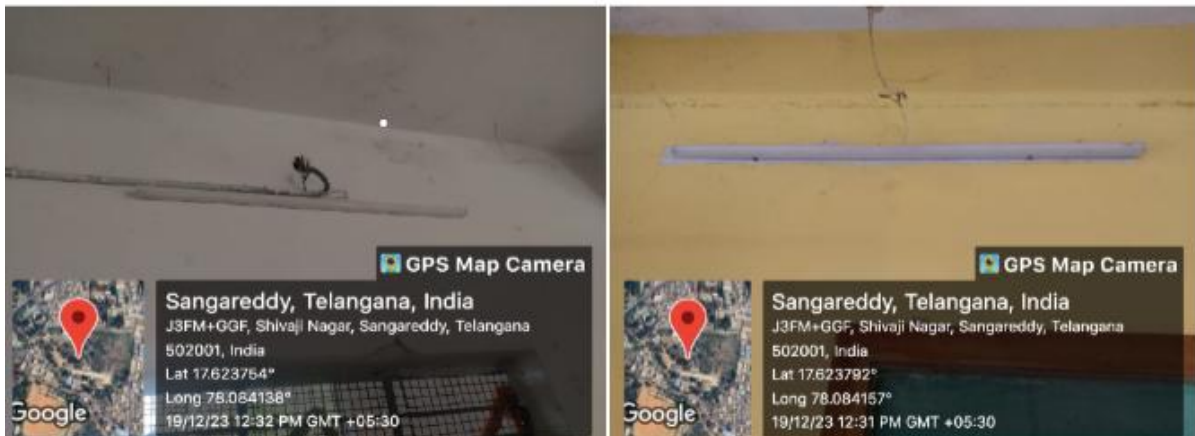 GPS Map Camera
Sangareddy, Telangana, India
J3FM+GGF, Shivaji Nagar, Sangareddy, Telangana
502001, India
Lat 17.623754°
Long 78.084138°
19/12/23 12:32 PM GMT +05:30
Google
GPS Map Camera
Sangareddy, Telangana, India
J3FM+GGF, Shivaji Nagar, Sangareddy, Telangana
502001, India
Lat 17.623792°
Long 78.084157°
19/12/23 12:31 PM GMT +05:30
Google